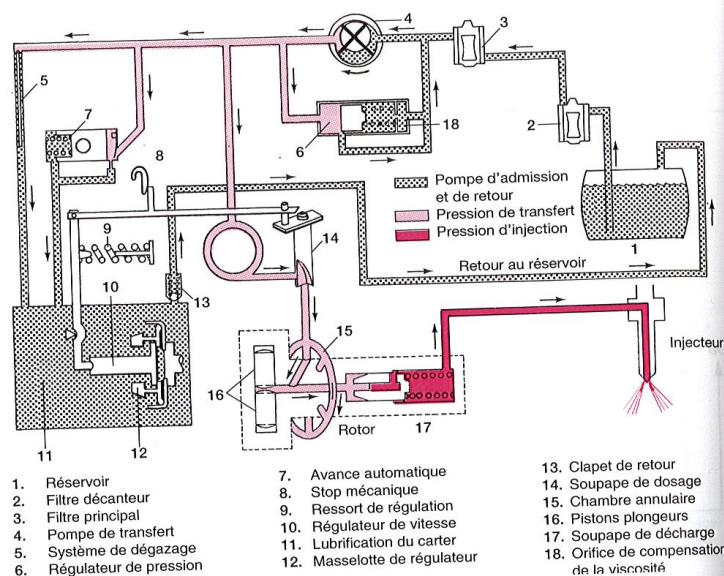 4
3
5
7
8
2
6
18
Pompe d'admission
et de retour
Pression de transfert
Pression d'injection
1
9
14
Retour au réservoir
10
13
15
Injecteur
16
Rotor
17
11
12
1. Réservoir
2. Filtre décanteur
3. Filtre principal
4. Pompe de transfert
5. Système de dégazage
6. Régulateur de pression
7. Avance automatique
8. Stop mécanique
9. Ressort de régulation
10. Régulateur de vitesse
11. Lubrification du carter
12. Masselotte de régulateur
13. Clapet de retour
14. Soupape de dosage
15. Chambre annulaire
16. Pistons plongeurs
17. Soupape de décharge
18. Orifice de compensation
de la viscosité